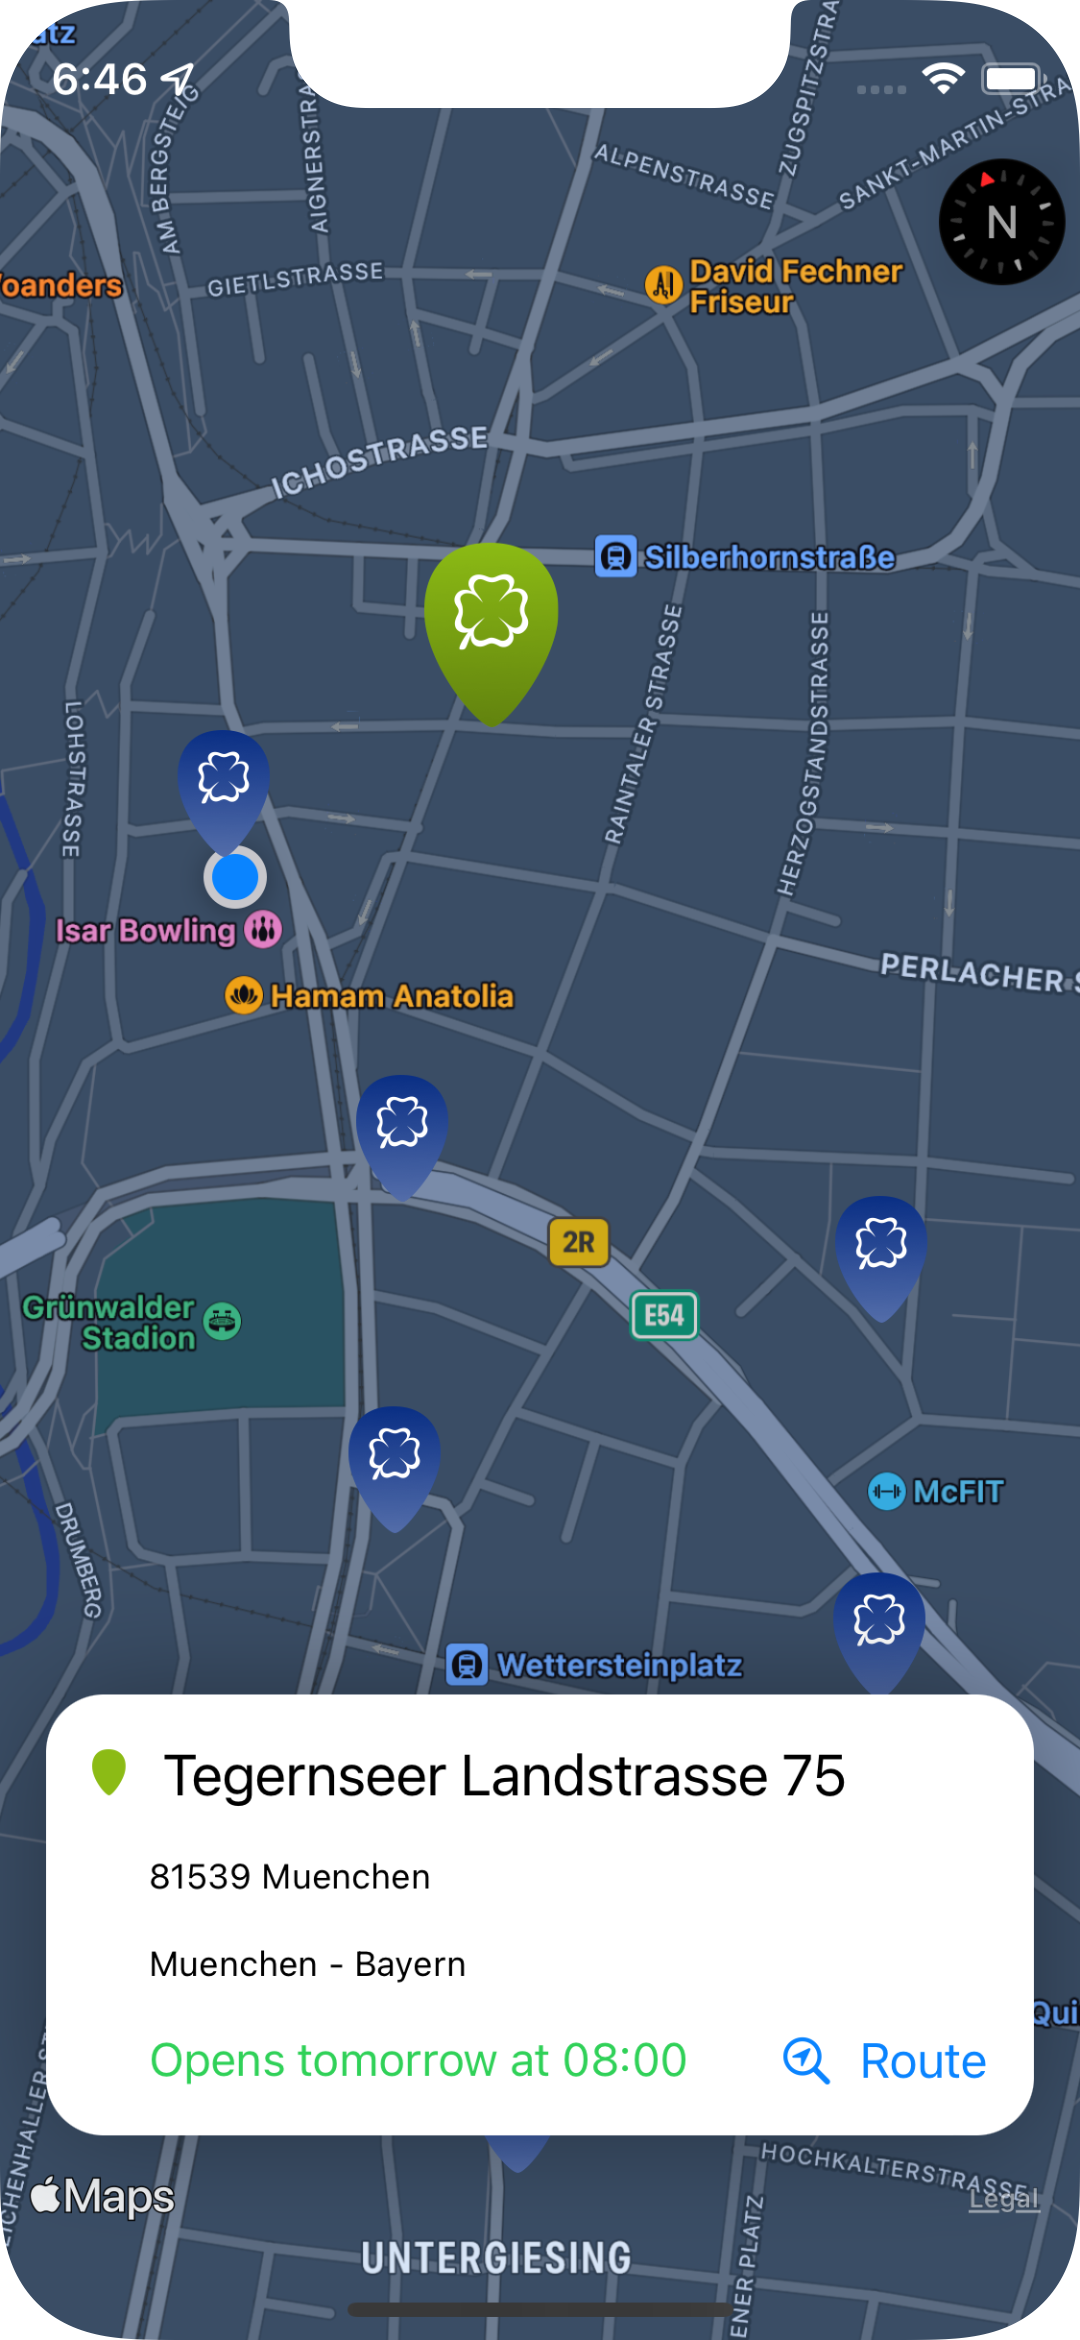 atz
6:46
AM BERGSTEIG
AIGNERSTRA
ZUGSPITZSTRA
ALPENSTRASSE
SANKT-MARTIN-STRA
N
oanders
GIETLSTRASSE
David Fechner
Friseur
ICHOSTRASSE
Silberhornstraße
LOHSTRASSE
RAINTALER STRASSE
HERZOGSTANDSTRASSE
Isar Bowling
PERLACHER S
Hamam Anatolia
2R
E54
Grünwalder
Stadion
McFIT
DRUMBERG
Wettersteinplatz
Tegernseer Landstrasse 75
81539 Muenchen
Muenchen - Bayern
Qui
Opens tomorrow at 08:00
Route
ICHENHALLER ST
HOCHKALTERSTRASSE
Maps
Legal
UNTERGIESING
ENER PLATZ